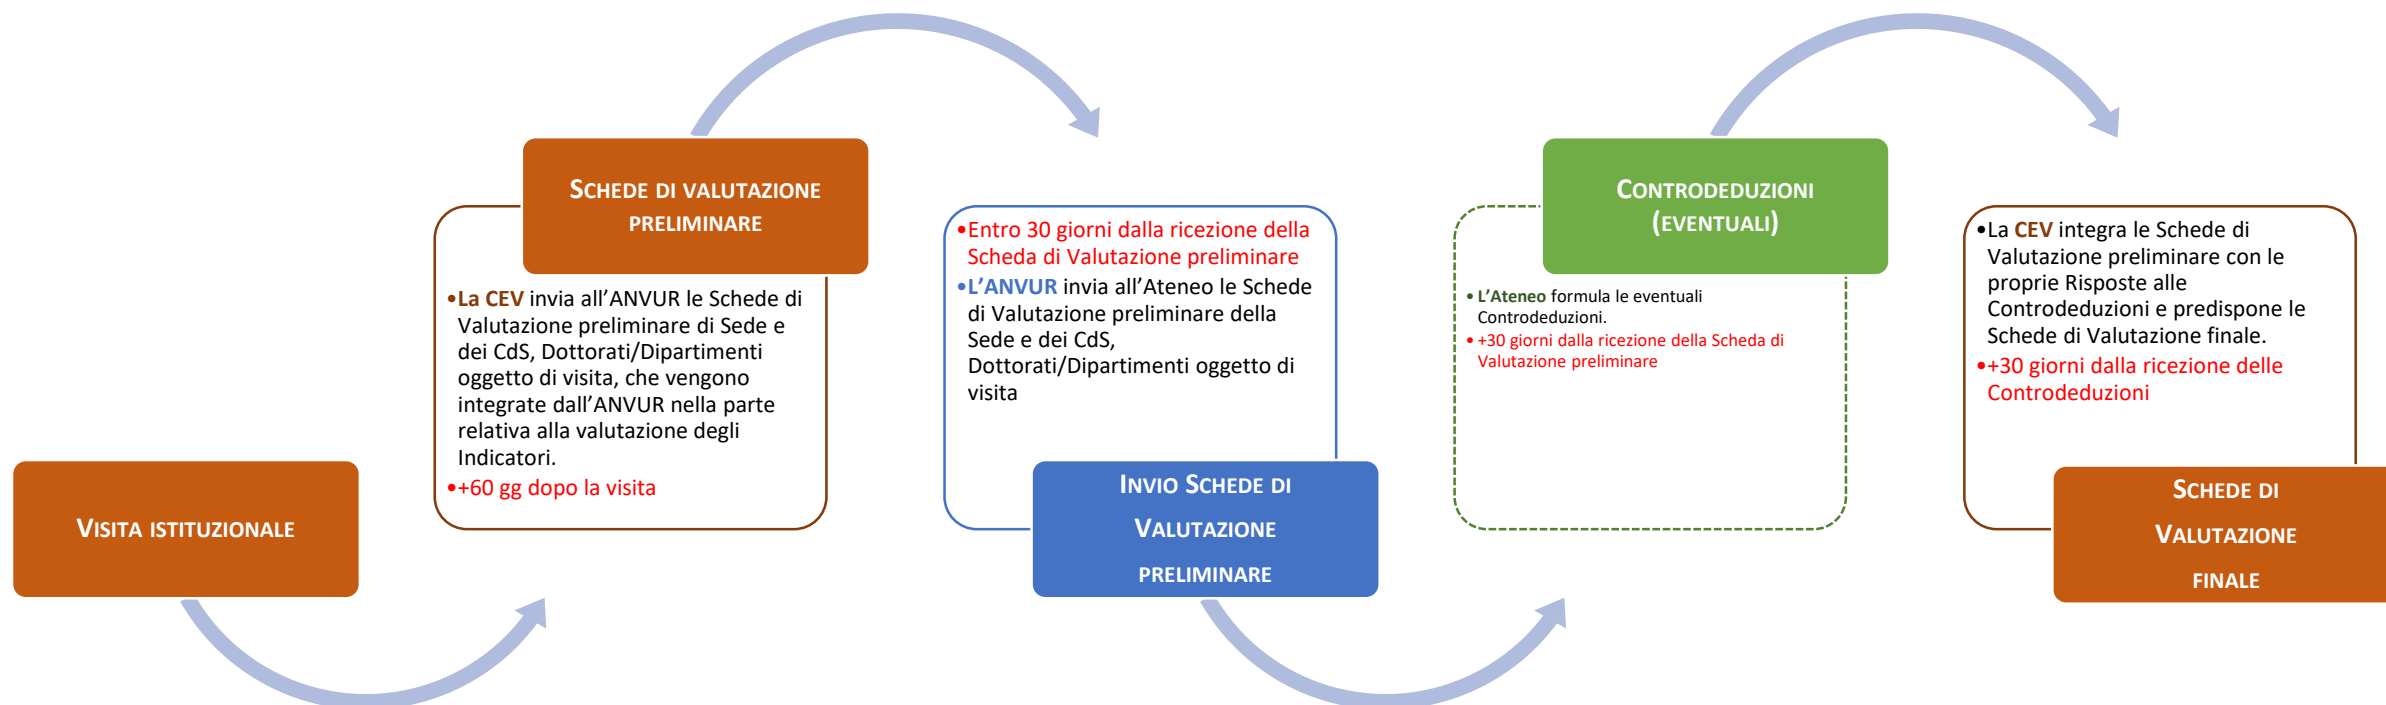 VISITA ISTITUZIONALE
SCHEDE DI VALUTAZIONE
PRELIMINARE
•La CEV invia all’ANVUR le Schede di
Valutazione preliminare di Sede e
dei CdS, Dottorati/Dipartimenti
oggetto di visita, che vengono
integrate dall’ANVUR nella parte
relativa alla valutazione degli
Indicatori.
•+60 gg dopo la visita
•Entro 30 giorni dalla ricezione della
Scheda di Valutazione preliminare
•L’ANVUR invia all’Ateneo le Schede
di Valutazione preliminare della
Sede e dei CdS,
Dottorati/Dipartimenti oggetto di
visita
INVIO SCHEDE DI
VALUTAZIONE
PRELIMINARE
CONTRODEDUZIONI
(EVENTUALI)
• L’Ateneo formula le eventuali
Controdeduzioni.
• +30 giorni dalla ricezione della Scheda di
Valutazione preliminare
•La CEV integra le Schede di
Valutazione preliminare con le
proprie Risposte alle
Controdeduzioni e predispone le
Schede di Valutazione finale.
•+30 giorni dalla ricezione delle
Controdeduzioni
SCHEDE DI
VALUTAZIONE
FINALE